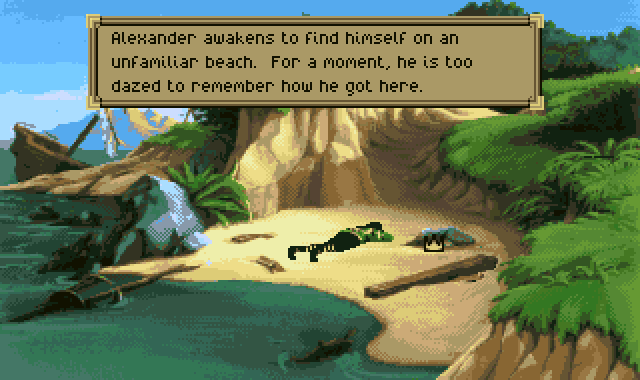 Alexander awakens to find himself on an
unfamiliar beach.  For a moment, he is too
dazed to remember how he got here.